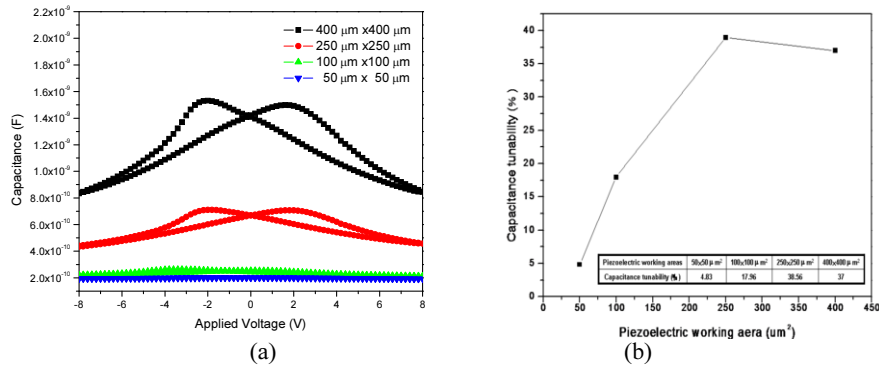 2.2x10⁻⁹
2.0x10⁻⁹
1.8x10⁻⁹
1.6x10⁻⁹
1.4x10⁻⁹
1.2x10⁻⁹
1.0x10⁻⁹
8.0x10⁻¹⁰
6.0x10⁻¹⁰
4.0x10⁻¹⁰
2.0x10⁻¹⁰
Capacitance (F)
400 μm x400 μm
250 μm x250 μm
100 μm x100 μm
50 μm x 50 μm
-8 -6 -4 -2 0 2 4 6 8
Applied Voltage (V)
(a)
40
35
30
25
20
15
10
5
0
Capacitance tunability (%)
Piezoelectric working areas 50x50 μ m² 100x100 μ m² 250x250 μ m² 400x400 μ m²
Capacitance tunability (%) 4.83 17.96 38.56 37
0 50 100 150 200 250 300 350 400
Piezoelectric working aera (um²)
(b)